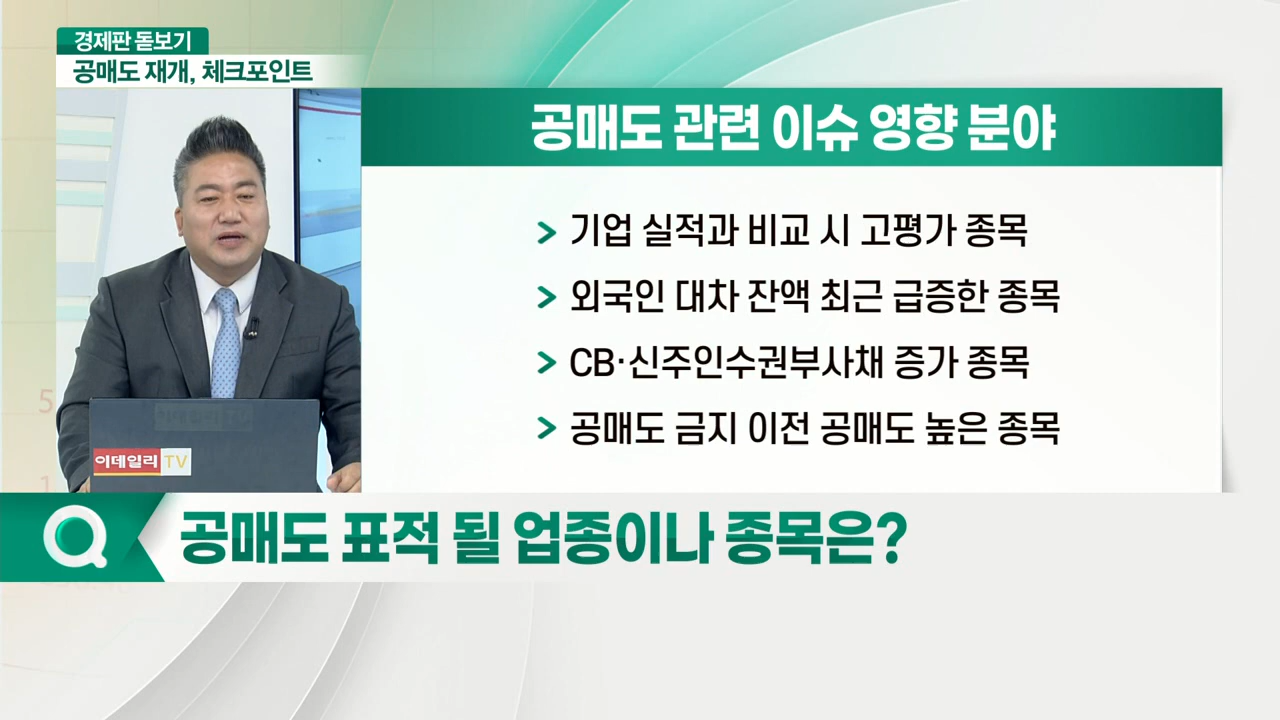 경제판 돋보기
공매도 재개, 체크포인트
공매도 관련 이슈 영향 분야
> 기업 실적과 비교 시 고평가 종목
> 외국인 대차 잔액 최근 급증한 종목
> CB·신주인수권부사채 증가 종목
> 공매도 금지 이전 공매도 높은 종목
이데일리 TV
Q 공매도 표적 될 업종이나 종목은?